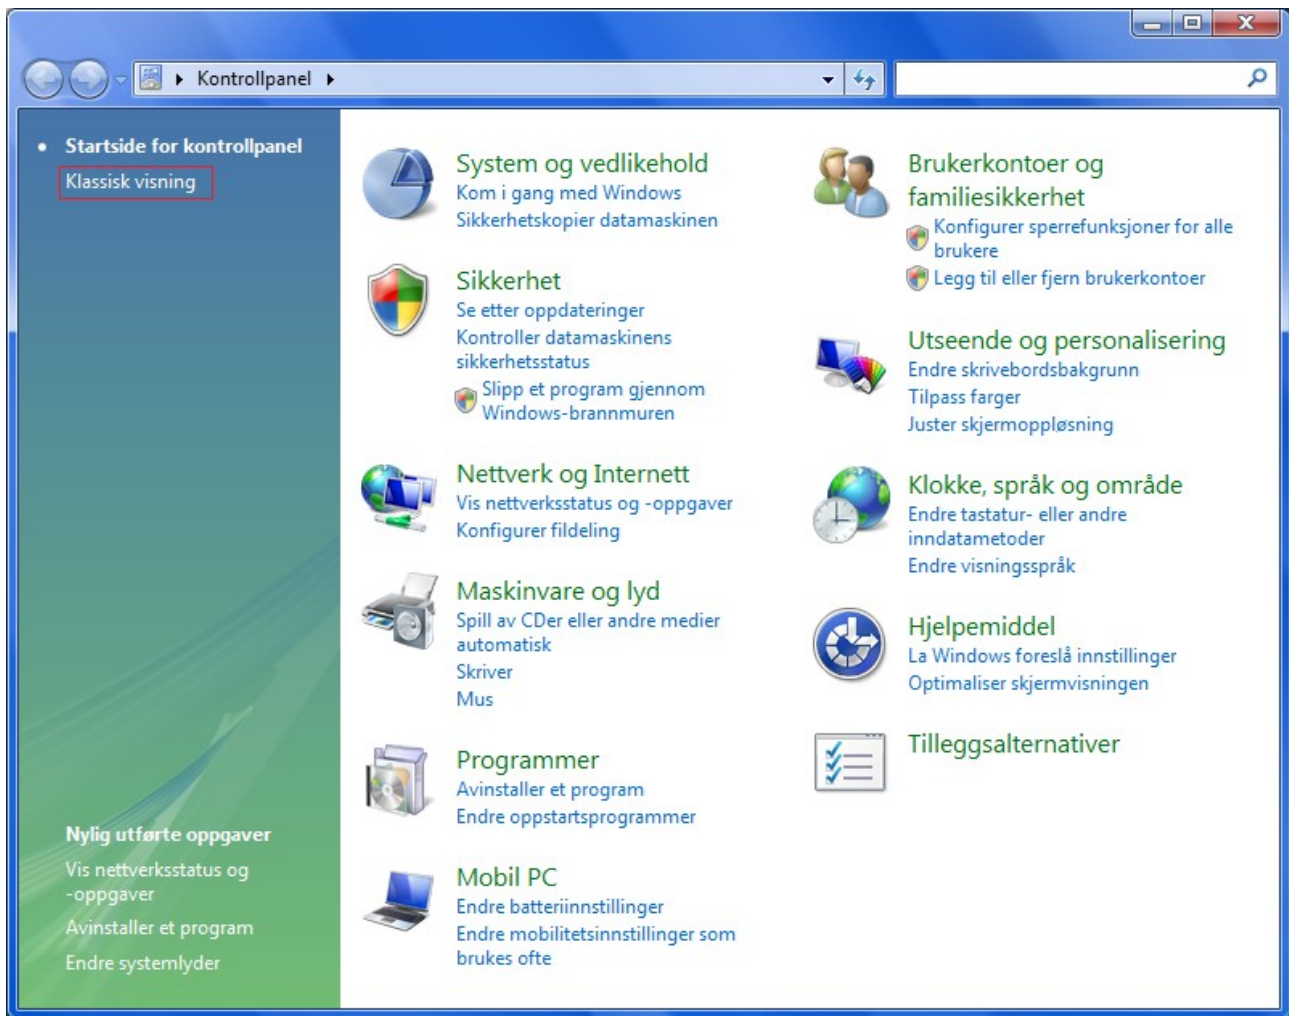 Kontrollpanel
Startside for kontrollpanel
Klassisk visning
System og vedlikehold
Kom i gang med Windows
Sikkerhetskopier datamaskinen
Sikkerhet
Se etter oppdateringer
Kontroller datamaskinens
sikkerhetsstatus
Slipp et program gjennom
Windows-brannmuren
Nettverk og Internett
Vis nettverksstatus og -oppgaver
Konfigurer fildeling
Maskinvare og lyd
Spill av CDer eller andre medier
automatisk
Skriver
Mus
Programmer
Avinstaller et program
Endre oppstartsprogrammer
Mobil PC
Endre batteriinnstillinger
Endre mobilitetsinnstillinger som
brukes ofte
Brukerkontoer og
familiesikkerhet
Konfigurer sperrefunksjoner for alle
brukere
Legg til eller fjern brukerkontoer
Utseende og personalisering
Endre skrivebordsbakgrunn
Tilpass farger
Juster skjermoppløsning
Klokke, språk og område
Endre tastatur- eller andre
inndatametoder
Endre visningsspråk
Hjelpemiddel
La Windows foreslå innstillinger
Optimaliser skjermvisningen
Tilleggsalternativer
Nylig utførte oppgaver
Vis nettverksstatus og
-oppgaver
Avinstaller et program
Endre systemlyder